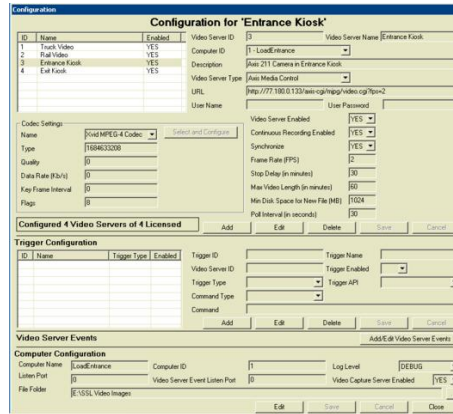 Configuration
Configuration for 'Entrance Kiosk'
ID Name Enabled
1 Truck Video YES
2 Rail Video YES
3 Entrance Kiosk YES
4 Exit Kiosk YES
Video Server ID 3 Video Server Name Entrance Kiosk
Computer ID 1 - LoadEntrance
Description Axis 211 Camera in Entrance Kiosk
Video Server Type Axis Media Control
URL http://77.180.0.133/axis-cgi/mjpg/video.cgi?fps=2
User Name User Password
Codec Settings
Name Xvid MPEG-4 Codec Select and Configure
Type 1684633208
Quality 0
Data Rate (Kb/s) 0
Key Frame Interval 0
Flags 8
Video Server Enabled YES
Continuous Recording Enabled YES
Synchronize YES
Frame Rate (FPS) 2
Stop Delay (in minutes) 30
Max Video Length (in minutes) 60
Min Disk Space for New File (MB) 1024
Poll Interval (in seconds) 30
Configured 4 Video Servers of 4 Licensed
Add Edit Delete Save Cancel
Trigger Configuration
ID Name Trigger Type Enabled
Trigger ID Trigger Name
Video Server ID Trigger Enabled
Trigger Type Trigger API
Command Type
Command
Add Edit Delete Save Cancel
Video Server Events Add/Edit Video Server Events
Computer Configuration
Computer Name LoadEntrance Computer ID 1 Log Level DEBUG
Listen Port 0 Video Server Event Listen Port 0 Video Capture Server Enabled YES
File Folder E:\SSL Video Images
Edit Save Cancel Close